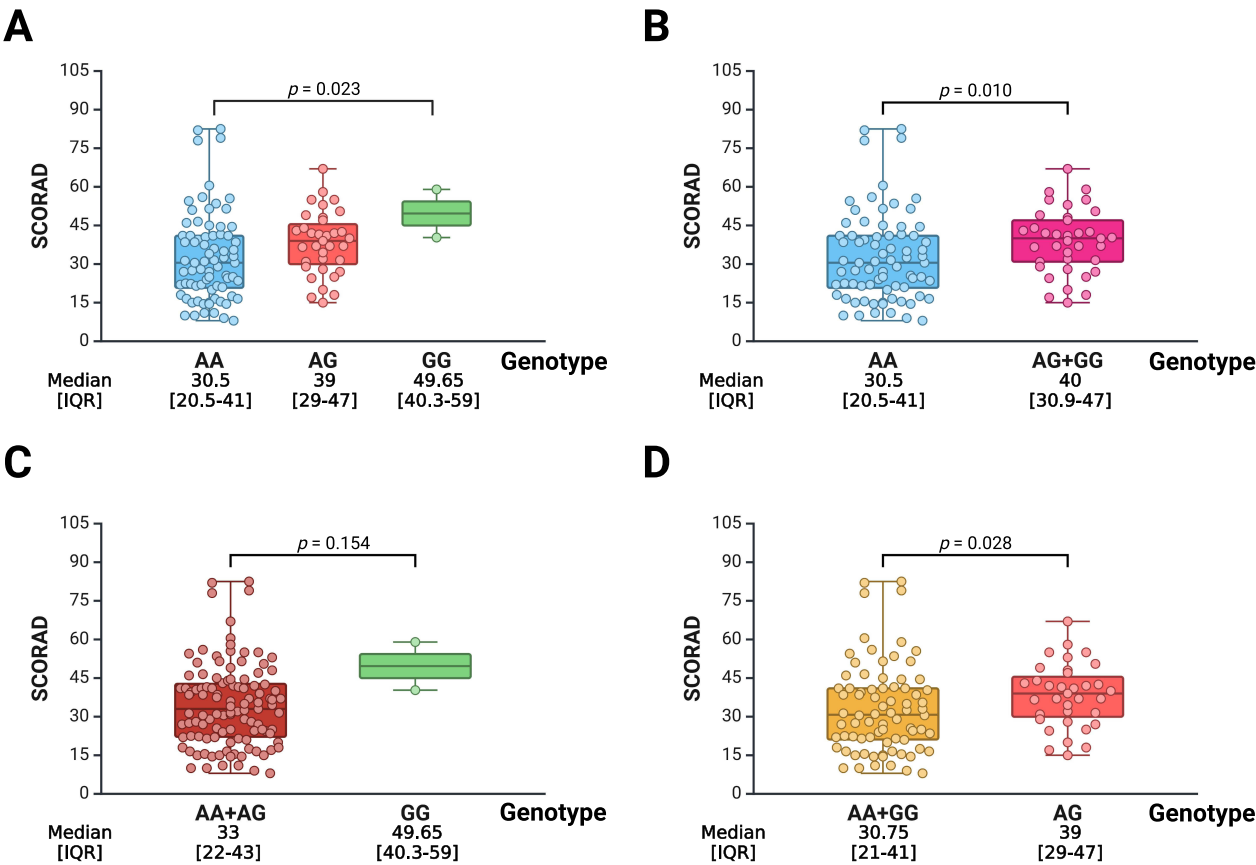 A
SCORAD
105
90
75
60
45
30
15
0
p = 0.023
AA AG GG Genotype
Median 30.5 39 49.65
[IQR] [20.5-41] [29-47] [40.3-59]
B
SCORAD
105
90
75
60
45
30
15
0
p = 0.010
AA AG+GG Genotype
Median 30.5 40
[IQR] [20.5-41] [30.9-47]
C
SCORAD
105
90
75
60
45
30
15
0
p = 0.154
AA+AG GG Genotype
Median 33 49.65
[IQR] [22-43] [40.3-59]
D
SCORAD
105
90
75
60
45
30
15
0
p = 0.028
AA+GG AG Genotype
Median 30.75 39
[IQR] [21-41] [29-47]